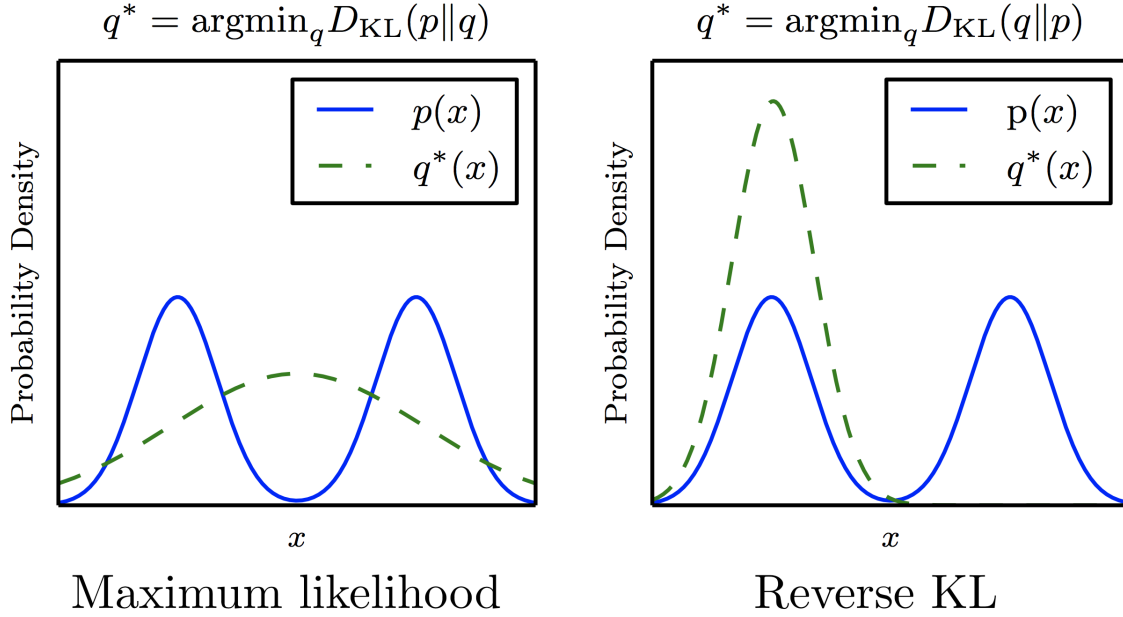 q* = argmin_q D_KL(p‖q)
p(x)
q*(x)
Probability Density
x
Maximum likelihood
q* = argmin_q D_KL(q‖p)
p(x)
q*(x)
Probability Density
x
Reverse KL